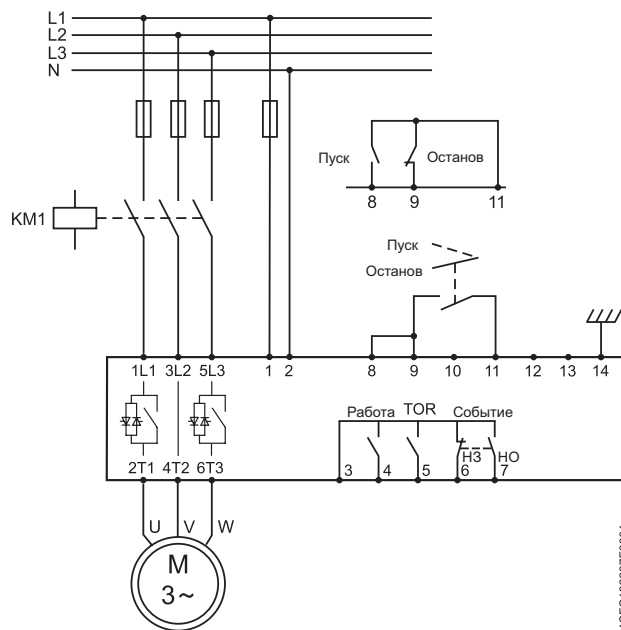 L1
L2
L3
N
Пуск
Останов
8 9 11
KM1
Пуск
Останов
1L1 3L2 5L3 1 2 8 9 10 11 12 13 14
Работа TOR Событие
НЗ НО
2T1 4T2 6T3 3 4 5 6 7
U V W
M
3~